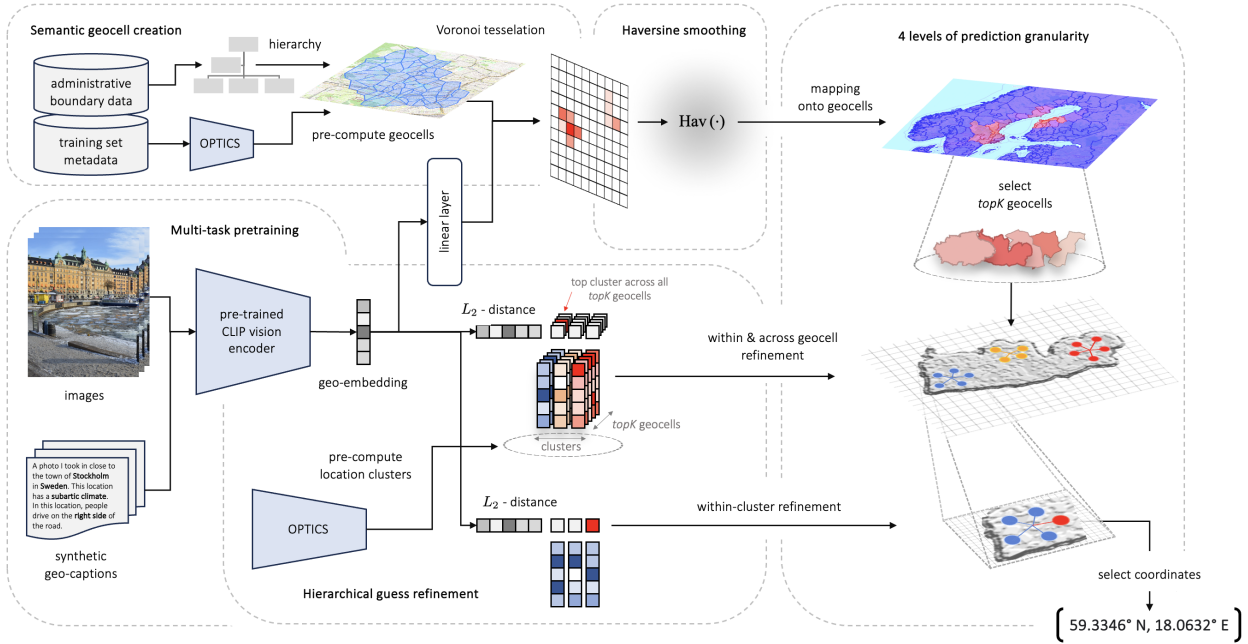 Semantic geocell creation
hierarchy
Voronoi tesselation
administrative
boundary data
training set
metadata
OPTICS
pre-compute geocells
Haversine smoothing
Hav (·)
4 levels of prediction granularity
mapping
onto geocells
select
topK geocells
linear layer
Multi-task pretraining
images
pre-trained
CLIP vision
encoder
geo-embedding
A photo I took in close to
the town of Stockholm
in Sweden. This location
has a subartic climate.
In this location, people
drive on the right side of
the road.
synthetic
geo-captions
top cluster across all
topK geocells
L2 - distance
within & across geocell
refinement
topK geocells
clusters
pre-compute
location clusters
OPTICS
L2 - distance
within-cluster refinement
Hierarchical guess refinement
select coordinates
[ 59.3346° N, 18.0632° E ]